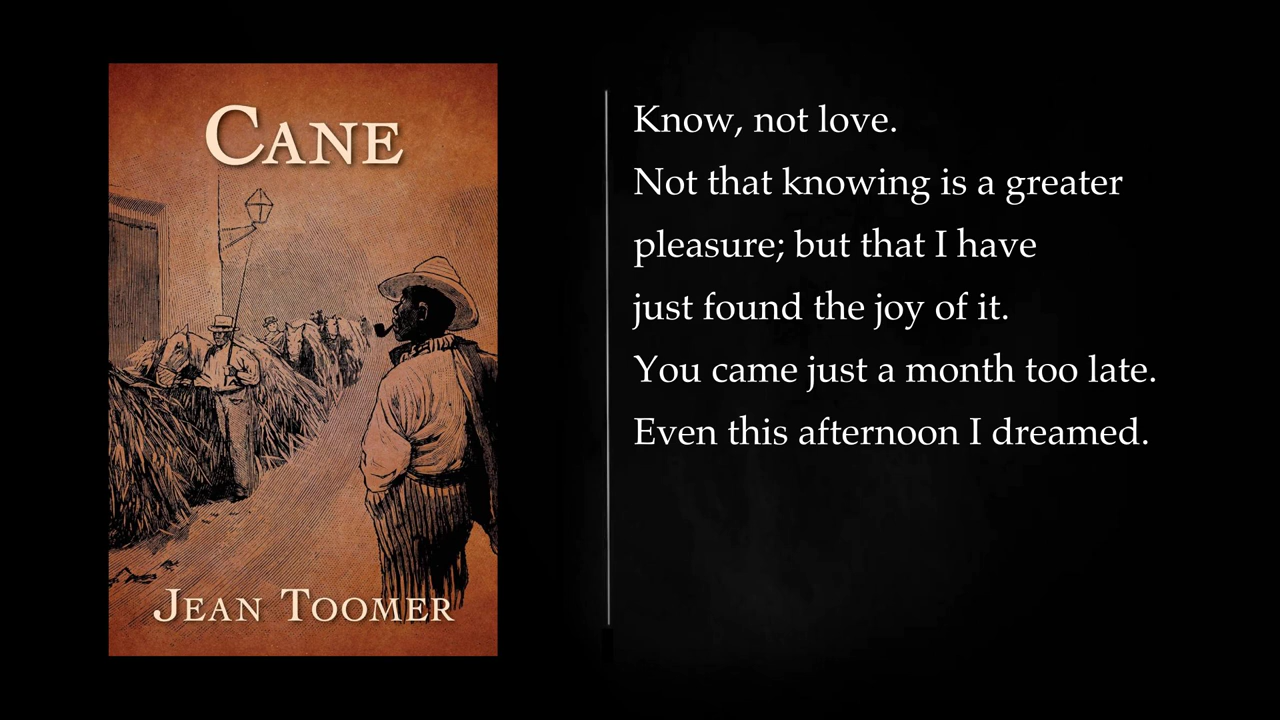 CANE
JEAN TOOMER
Know, not love.
Not that knowing is a greater
pleasure; but that I have
just found the joy of it.
You came just a month too late.
Even this afternoon I dreamed.